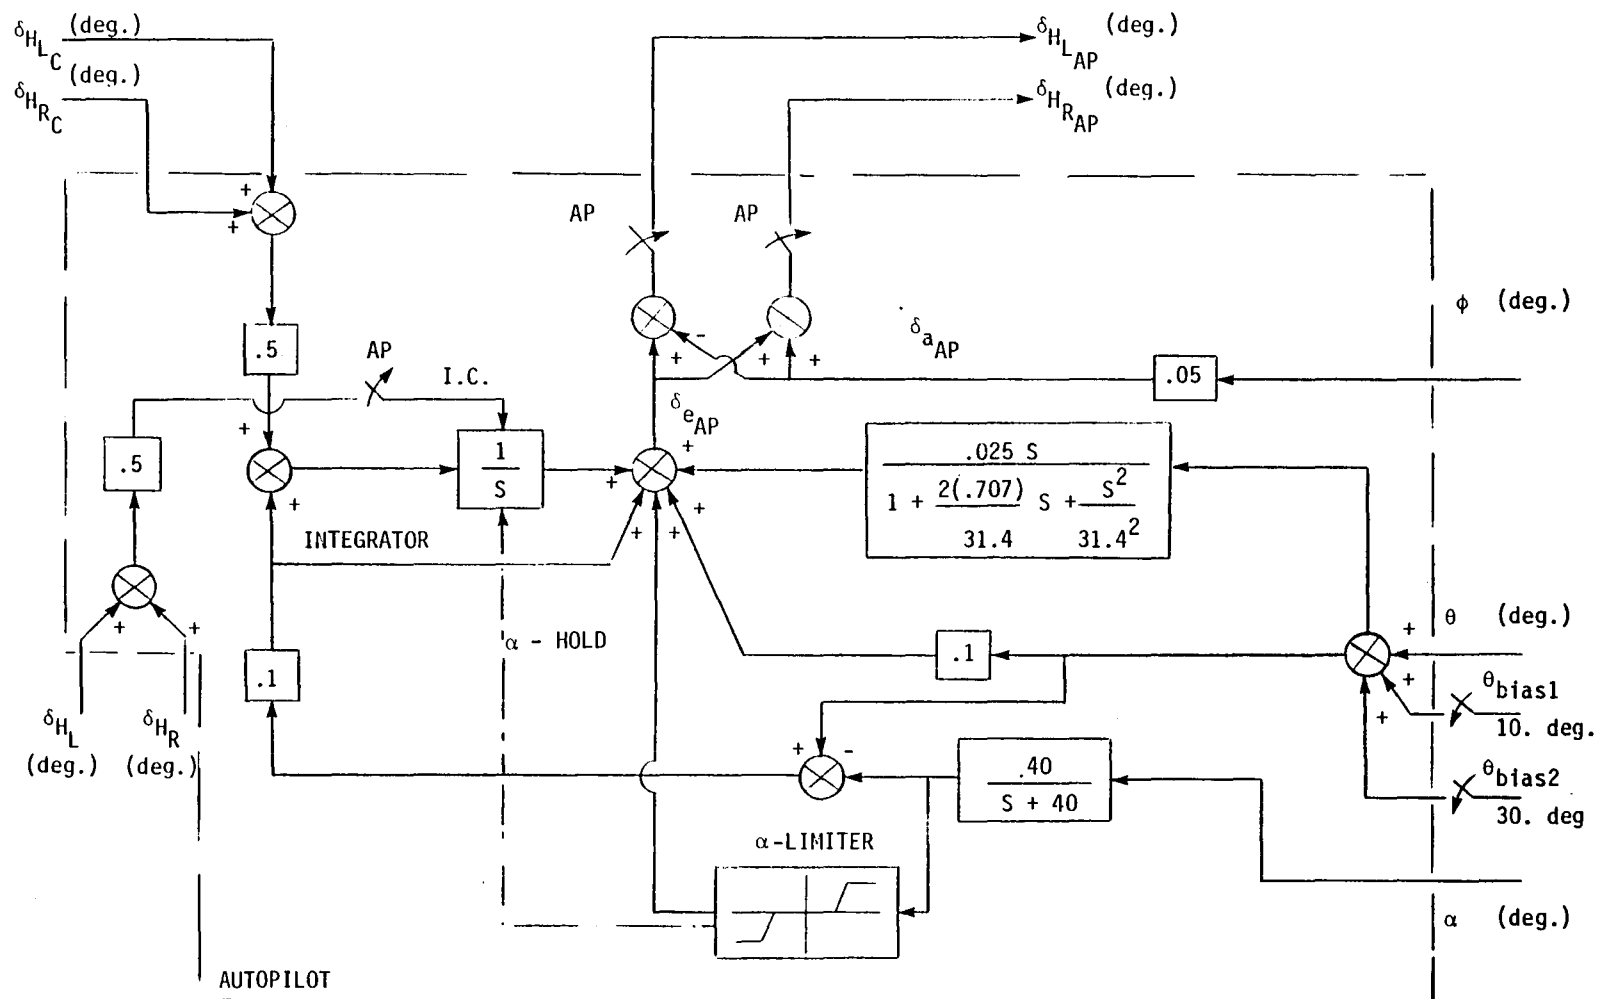 δHLC (deg.)
δHRC (deg.)
δHLAP (deg.)
δHRAP (deg.)
+
+
AP
AP
φ (deg.)
.5
AP
I.C.
-
+
+
+
δaAP
.05
δeAP
+
.5
+
1
S
+
+
.025 S
1 + 2(.707) S + S2
31.4 31.42
+
+
+
+
INTEGRATOR
α - HOLD
+
+
.1
.1
+
θ (deg.)
+
+
θbias1
10. deg.
δHL
(deg.)
δHR
(deg.)
+
-
.40
S + 40
θbias2
30. deg
α-LIMITER
α (deg.)
AUTOPILOT